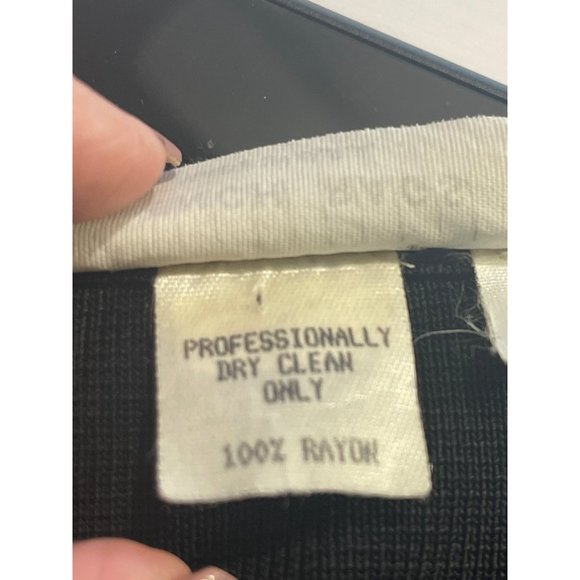 PROFESSIONALLY
DRY CLEAN
ONLY
100% RAYON